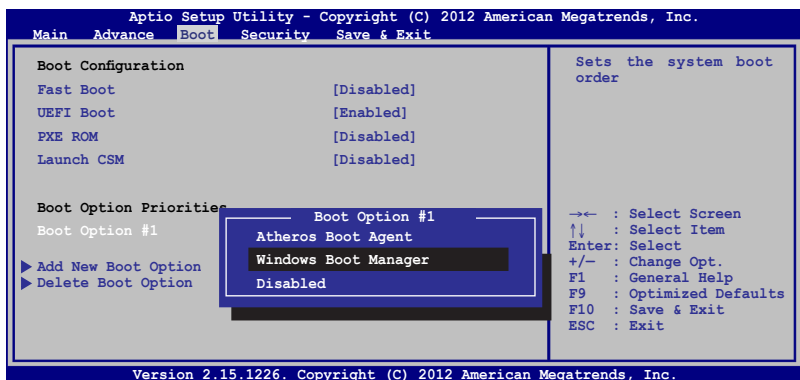 Aptio Setup Utility - Copyright (C) 2012 American Megatrends, Inc.
Main Advance Boot Security Save & Exit
Boot Configuration
Fast Boot [Disabled]
UEFI Boot [Enabled]
PXE ROM [Disabled]
Launch CSM [Disabled]
Boot Option Priorities
Boot Option #1
Add New Boot Option
Delete Boot Option
Boot Option #1
Atheros Boot Agent
Windows Boot Manager
Disabled
Sets the system boot
order
→← : Select Screen
↑↓ : Select Item
Enter: Select
+/— : Change Opt.
F1 : General Help
F9 : Optimized Defaults
F10 : Save & Exit
ESC : Exit
Version 2.15.1226. Copyright (C) 2012 American Megatrends, Inc.